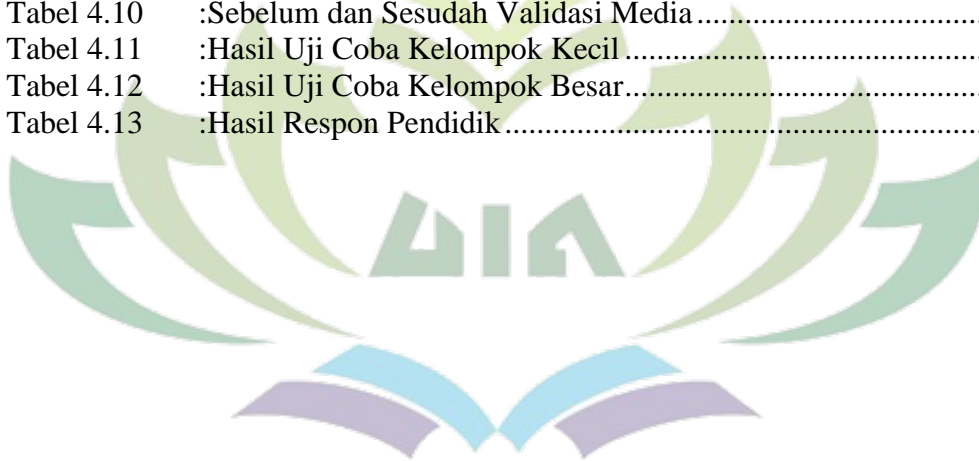 Tabel 4.10 :Sebelum dan Sesudah Validasi Media........................................
Tabel 4.11 :Hasil Uji Coba Kelompok Kecil ...............................................
Tabel 4.12 :Hasil Uji Coba Kelompok Besar...............................................
Tabel 4.13 :Hasil Respon Pendidik ..............................................................
UIN